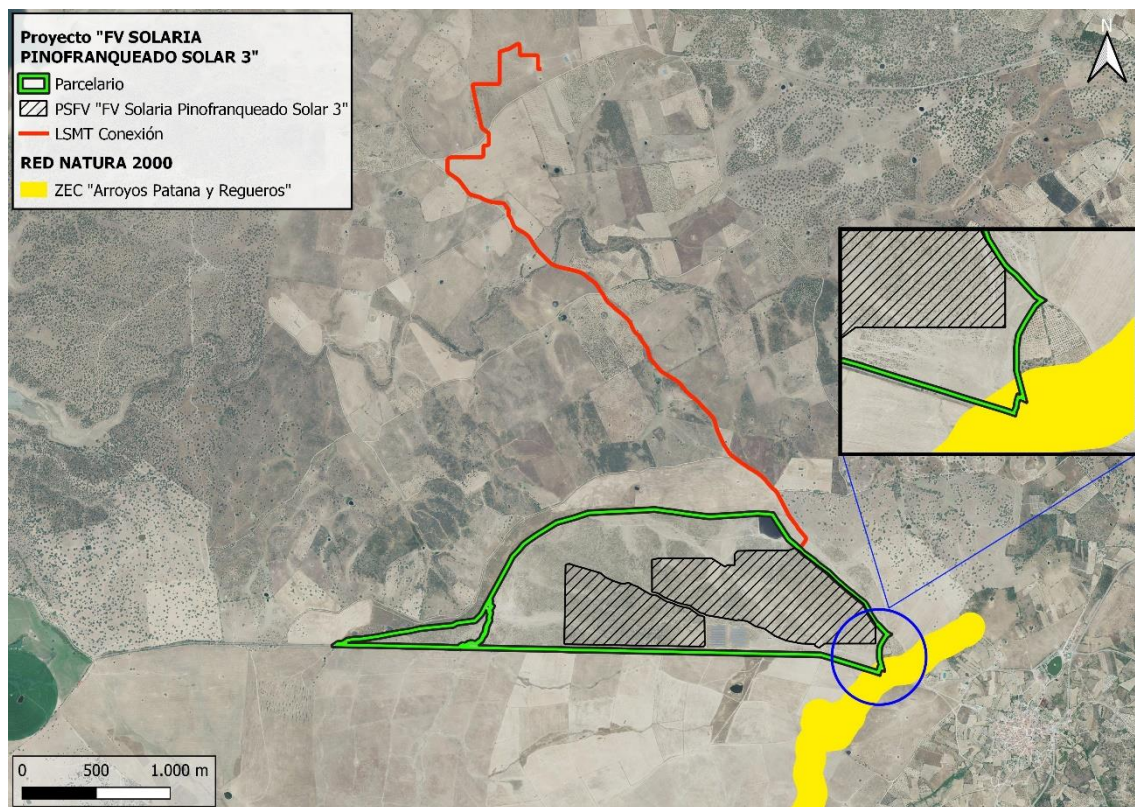 Proyecto "FV SOLARIA
PINOFRANQUEADO SOLAR 3"
Parcelario
PSFV "FV Solaria Pinofranqueado Solar 3"
LSMT Conexión
RED NATURA 2000
ZEC "Arroyos Patana y Regueros"
N
0 500 1.000 m